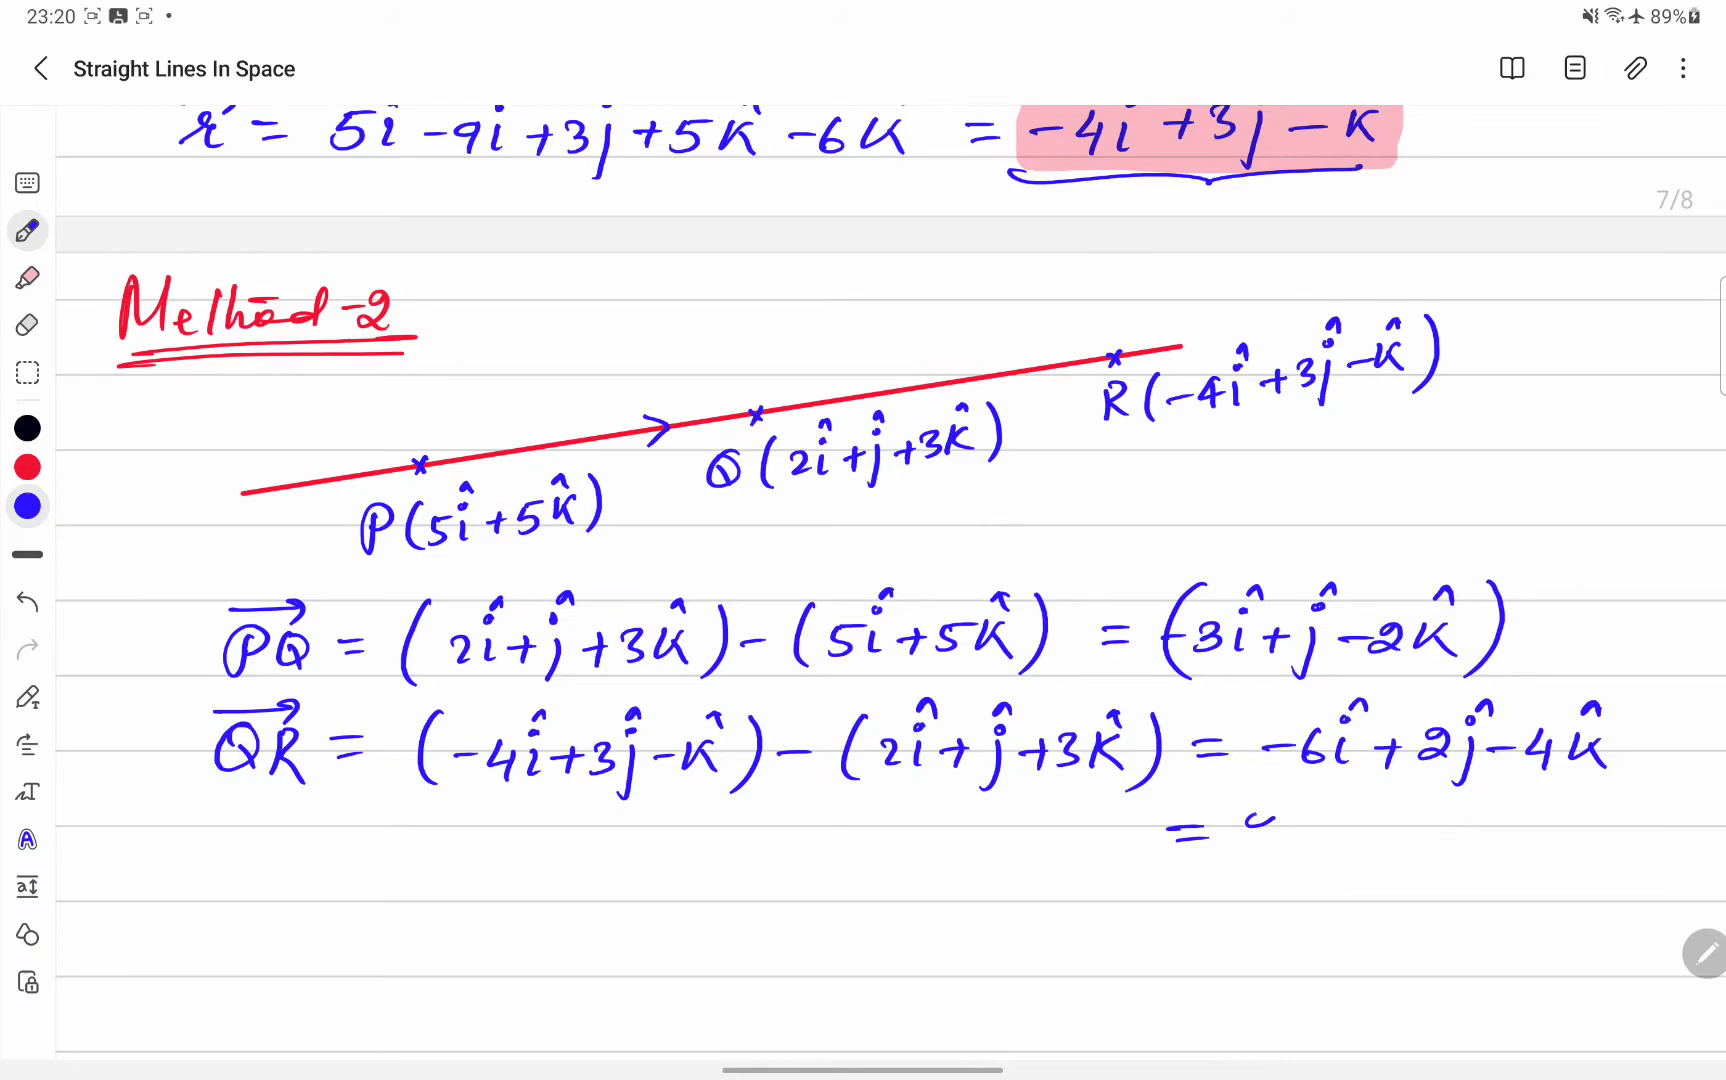 23:20
89%
Straight Lines In Space
r = 5i - 9i + 3j + 5k - 6k = -4i + 3j - k
7/8
Method-2
R(-4î+3ĵ-k̂)
Q(2î+ĵ+3k̂)
P(5î+5k̂)
PQ⃗ = (2î+ĵ+3k̂) - (5î+5k̂) = (-3î+ĵ-2k̂)
QR⃗ = (-4î+3ĵ-k̂) - (2î+ĵ+3k̂) = -6î+2ĵ-4k̂
=